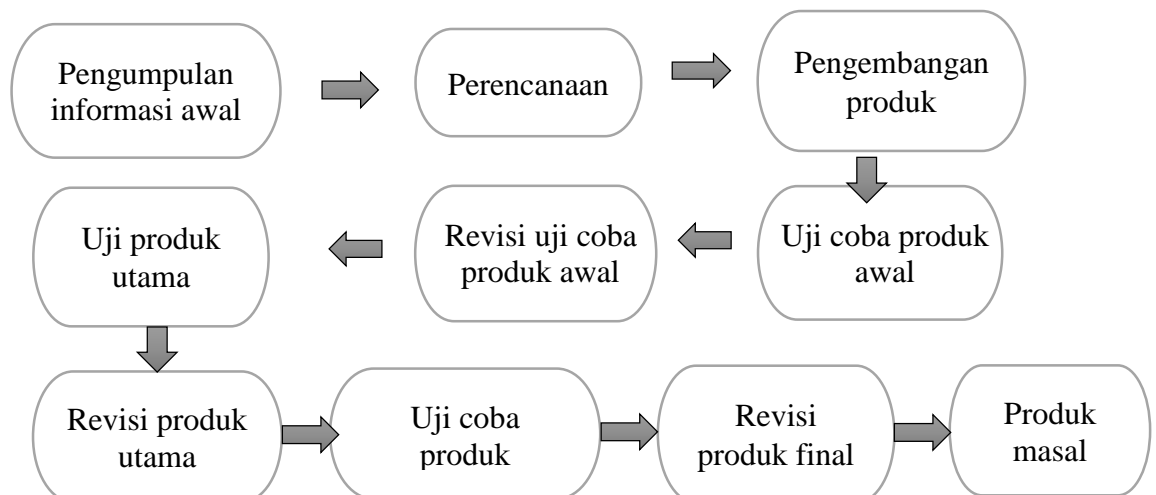 Pengumpulan
informasi awal
Perencanaan
Pengembangan
produk
Uji coba produk
awal
Revisi uji coba
produk awal
Uji produk
utama
Revisi produk
utama
Uji coba
produk
Revisi
produk final
Produk
masal